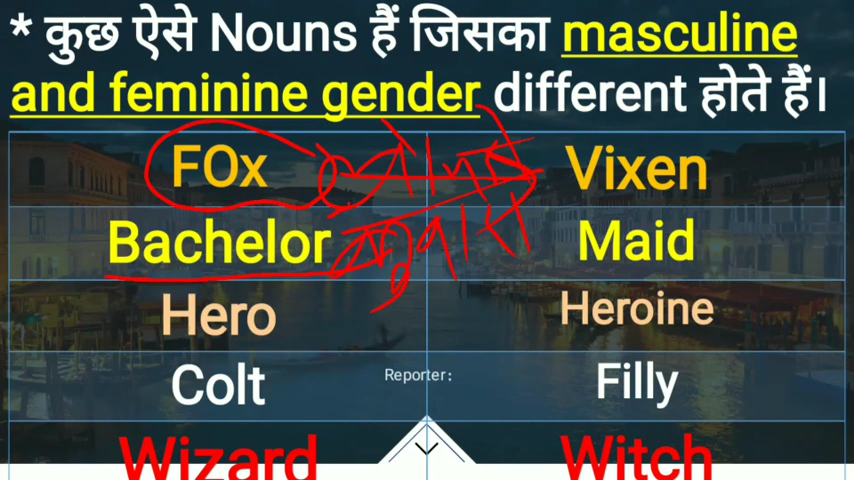 * कुछ ऐसे Nouns हैं जिसका masculine
and feminine gender different होते हैं।
FOx Vixen
Bachelor Maid
Hero Heroine
Colt Reporter: Filly
Wizard Witch